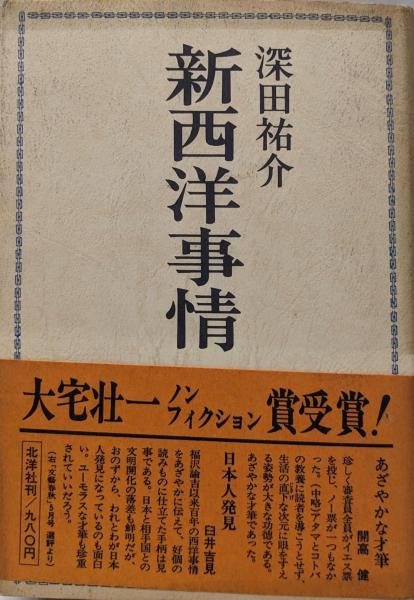 深田祐介
新西洋事情
大宅壮一ノンフィクション賞受賞!
あざやかな才筆
開高 健
珍しく審査員全員がイエス票
を投じ、ノー票が一つもなか
った。(中略)アタマとコトバ
の教養に読者を導こうとせず、
生活の直下な
る姿勢が大きな功徳である。
あざやかな才筆であった。
日本人発見
臼井吉見
福沢諭吉以来百年の西洋事情
をあざやかに伝えて、好個の
読みものに仕立てた手柄は見
事である。日本と相手国との
文明開化の落差も鮮明だが、
おのずから、われとわが日本
人発見になっているのも面白
い。ユーモラスな才筆も珍重
されていいだろう。
(右、「文藝春秋」5月号 選評より)
北洋社刊/九八〇円